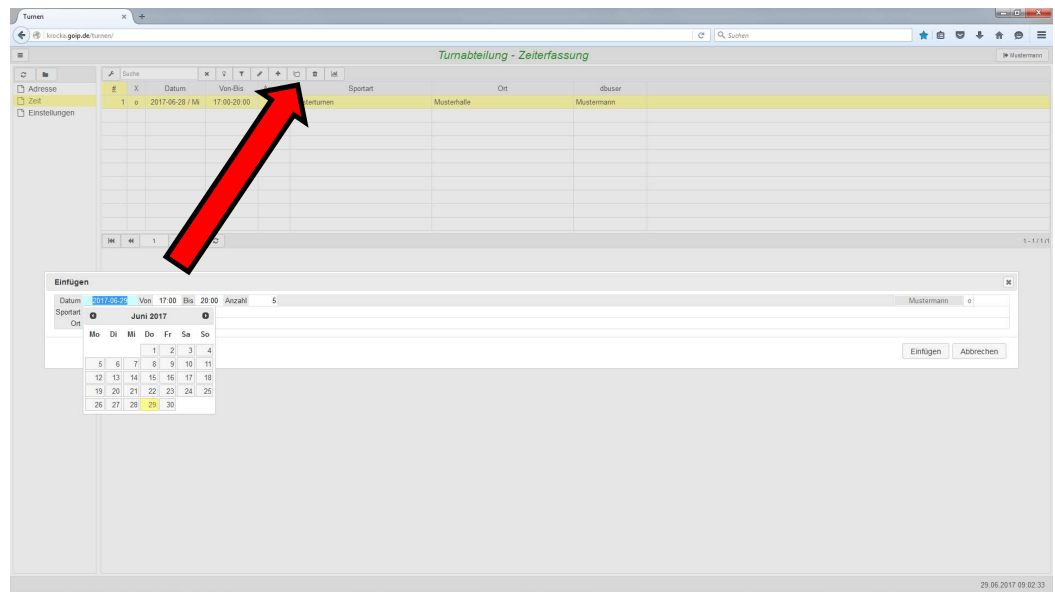 Turnen
krocka.goip.de/turnen/
Suchen
Turnabteilung - Zeiterfassung
Mustermann
Suche
Adresse
Zeit
Einstellungen
# X Datum Von-Bis Sportart Ort dbuser
1 o 2017-06-28 / Mi 17:00-20:00 Musterhalle Mustermann
1
1 - 1 / 1 /1
Einfügen
Datum 2017-06-29 Von 17:00 Bis 20:00 Anzahl 5 Mustermann o
Sportart
Ort
Juni 2017
Mo Di Mi Do Fr Sa So
1 2 3 4
5 6 7 8 9 10 11
12 13 14 15 16 17 18
19 20 21 22 23 24 25
26 27 28 29 30
Einfügen Abbrechen
29.06.2017 09:02:33